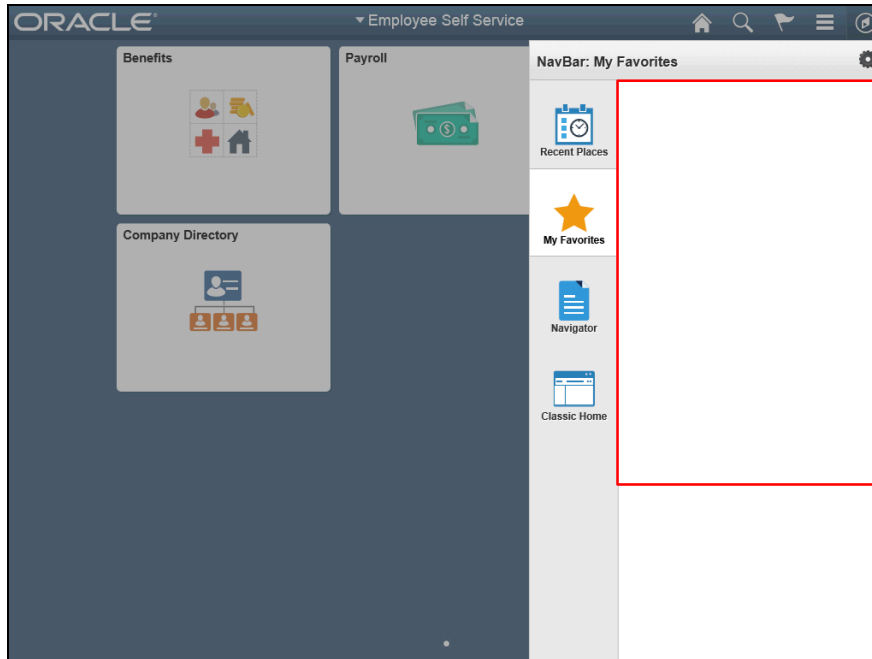 ORACLE
Employee Self Service
Benefits
Payroll
NavBar: My Favorites
Recent Places
My Favorites
Company Directory
Navigator
Classic Home